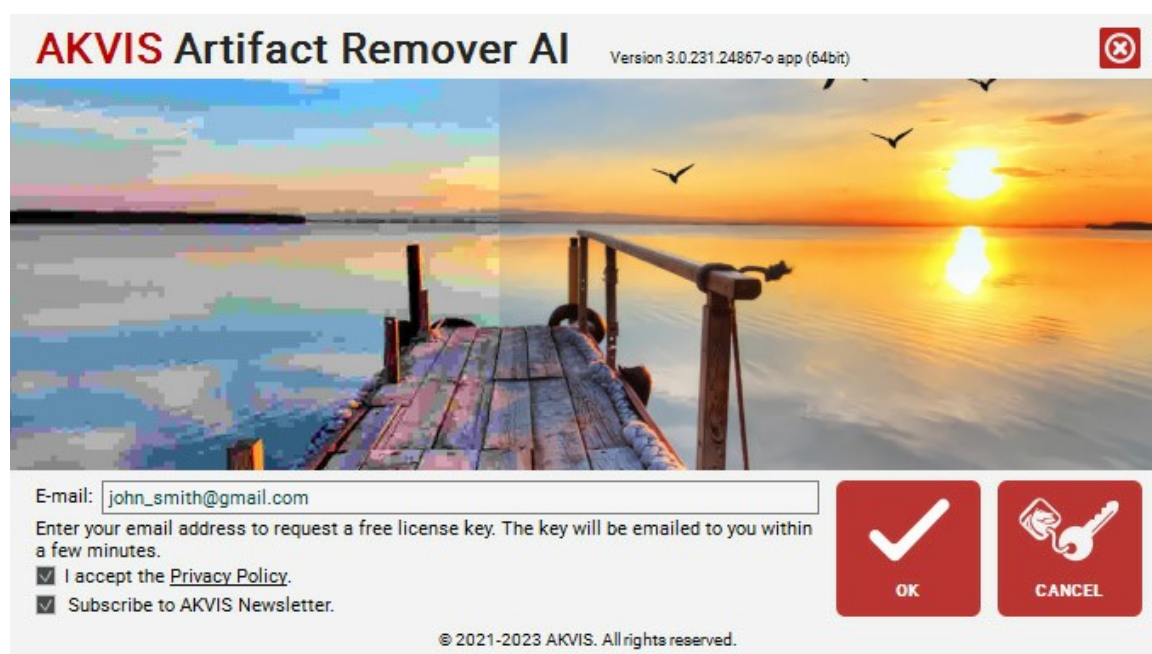 AKVIS Artifact Remover AI Version 3.0.231.24867-o app (64bit)
E-mail: john_smith@gmail.com
Enter your email address to request a free license key. The key will be emailed to you within
a few minutes.
I accept the Privacy Policy.
Subscribe to AKVIS Newsletter.
OK
CANCEL
© 2021-2023 AKVIS. All rights reserved.